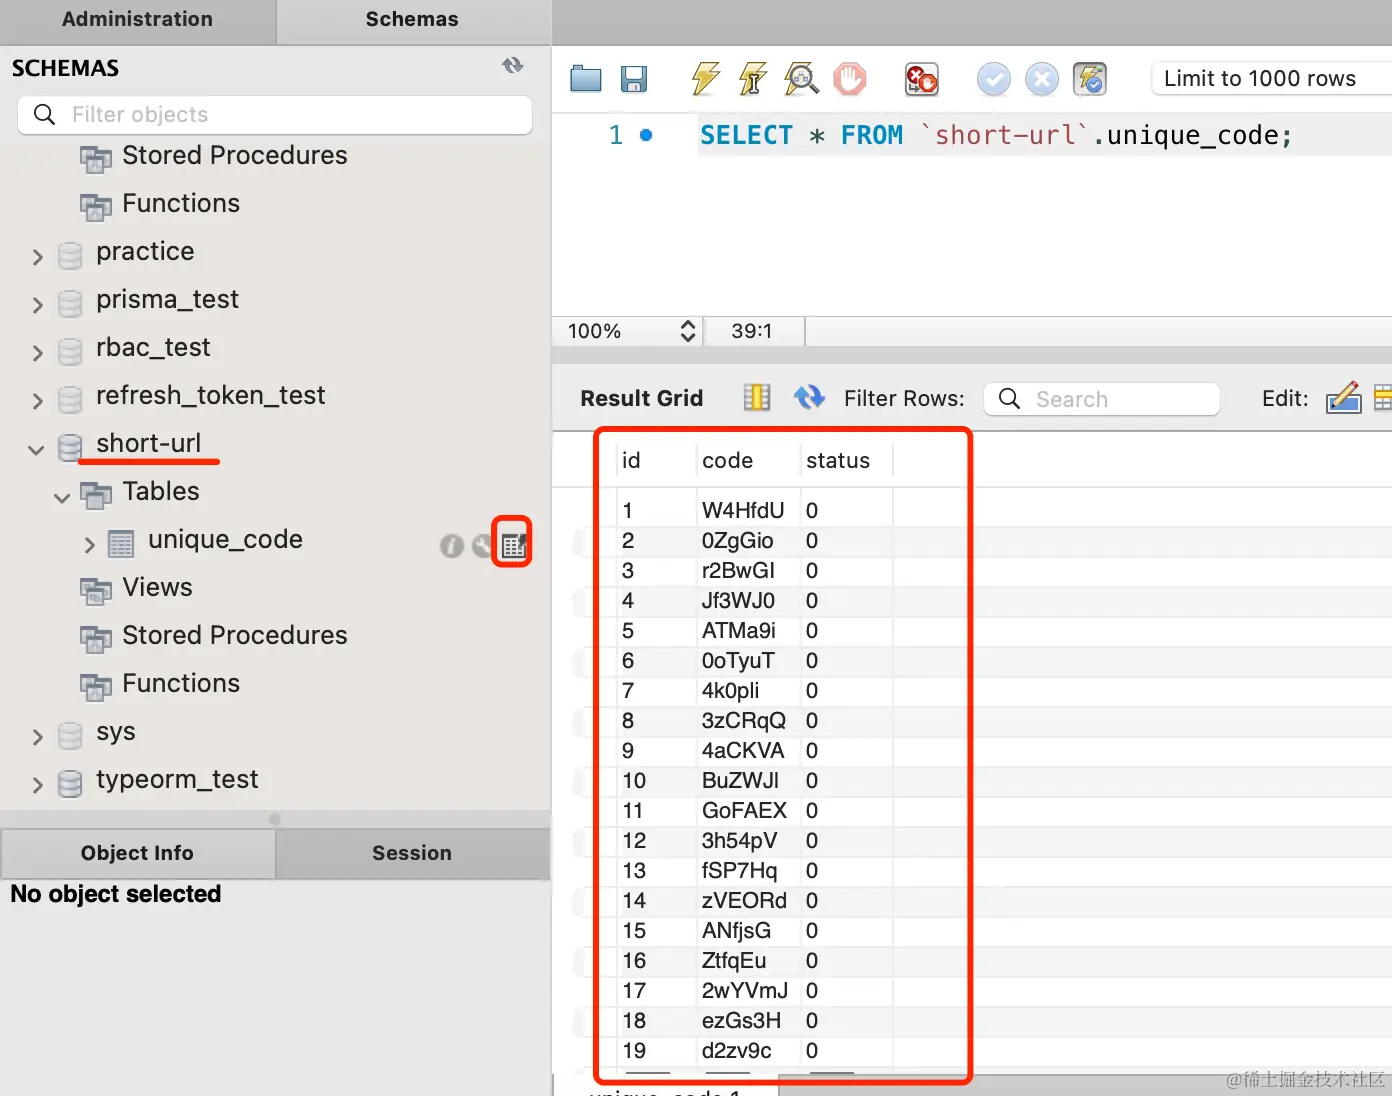 Administration
Schemas
SCHEMAS
Filter objects
Stored Procedures
Functions
practice
prisma_test
rbac_test
refresh_token_test
short-url
Tables
unique_code
Views
Stored Procedures
Functions
sys
typeorm_test
Object Info
Session
No object selected
Limit to 1000 rows
1 SELECT * FROM `short-url`.unique_code;
100%
39:1
Result Grid
Filter Rows:
Search
Edit:
id code status
1 W4HfdU 0
2 0ZgGio 0
3 r2BwGI 0
4 Jf3WJ0 0
5 ATMa9i 0
6 0oTyuT 0
7 4k0pli 0
8 3zCRqQ 0
9 4aCKVA 0
10 BuZWJl 0
11 GoFAEX 0
12 3h54pV 0
13 fSP7Hq 0
14 zVEORd 0
15 ANfjsG 0
16 ZtfqEu 0
17 2wYVmJ 0
18 ezGs3H 0
19 d2zv9c 0
unique_code 1
@稀土掘金技术社区